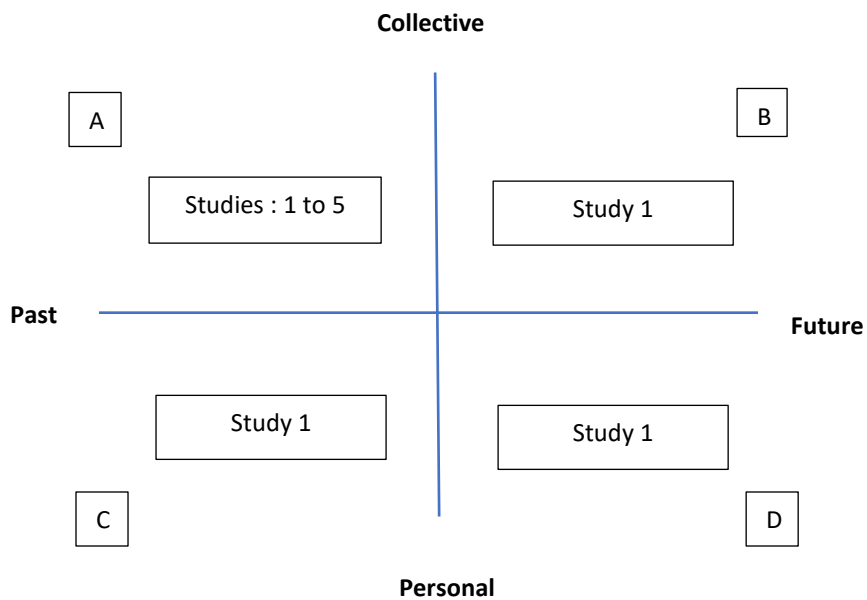 Collective
A
B
Studies : 1 to 5
Study 1
Past
Future
Study 1
Study 1
C
D
Personal